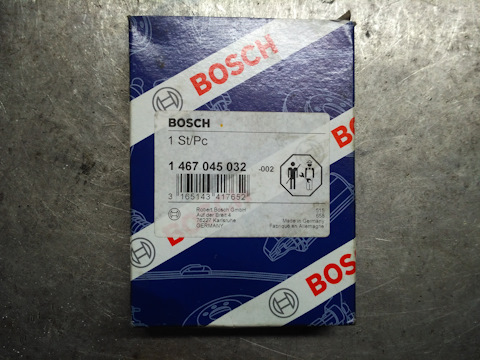 BOSCH
BOSCH
1 St/Pc
1 467 045 032 -002
3 165143 417652
Robert Bosch GmbH
Auf der Breit 4
76227 Karlsruhe
GERMANY
Made in Germany
Fabriqué en Allemagne
BOSCH
BOSCH